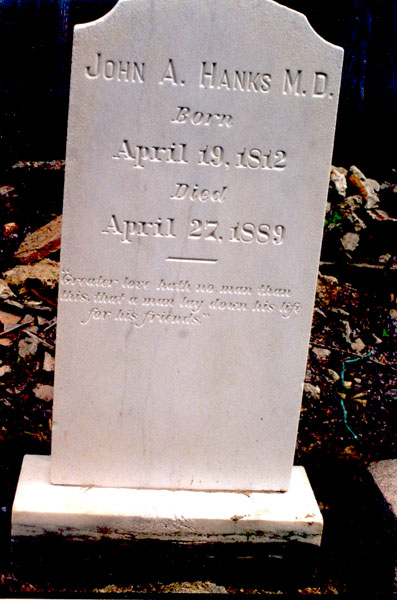 John A. Hanks M.D.
Born
April 19, 1812
Died
April 27, 1889
"Greater love hath no man than
this, that a man lay down his life
for his friends."